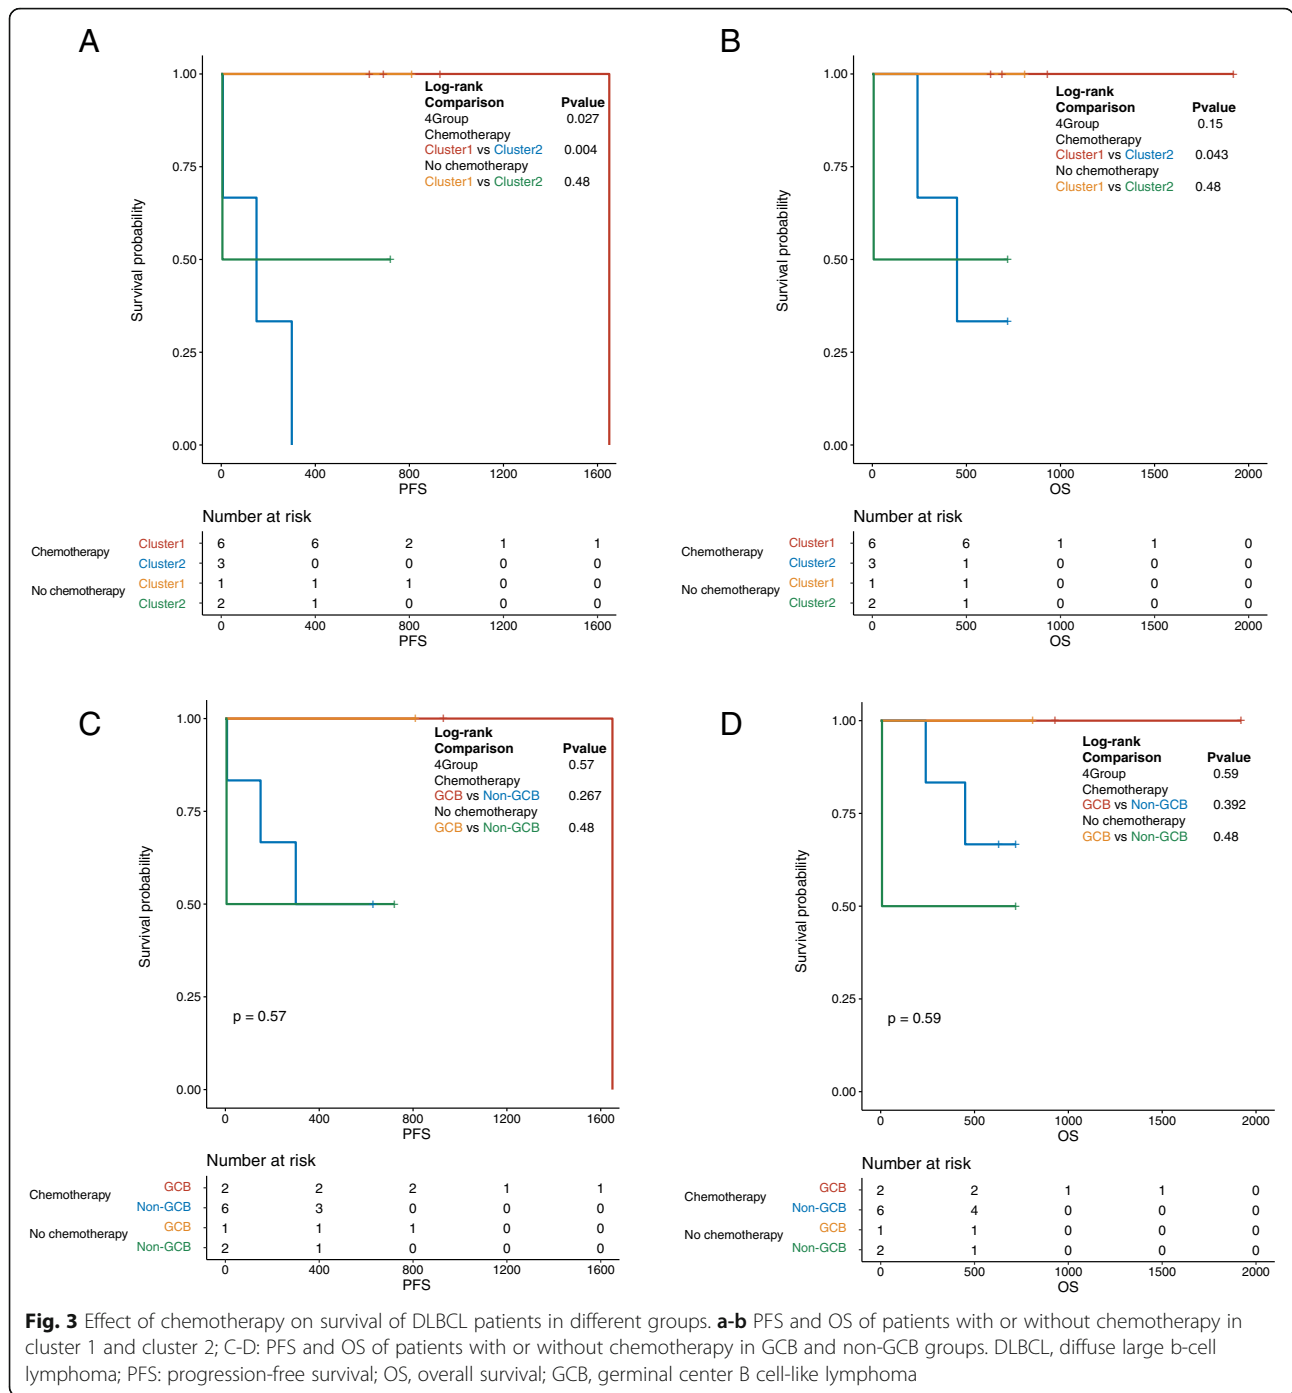 A
1.00
0.75
0.50
0.25
0.00
Survival probability
Log-rank
Comparison Pvalue
4Group 0.027
Chemotherapy
Cluster1 vs Cluster2 0.004
No chemotherapy
Cluster1 vs Cluster2 0.48
0 400 800 1200 1600
PFS
Number at risk
Chemotherapy
Cluster1 6 6 2 1 1
Cluster2 3 0 0 0 0
No chemotherapy
Cluster1 1 1 1 0 0
Cluster2 2 1 0 0 0
0 400 800 1200 1600
PFS
B
1.00
0.75
0.50
0.25
0.00
Survival probability
Log-rank
Comparison Pvalue
4Group 0.15
Chemotherapy
Cluster1 vs Cluster2 0.043
No chemotherapy
Cluster1 vs Cluster2 0.48
0 500 1000 1500 2000
OS
Number at risk
Chemotherapy
Cluster1 6 6 1 1 0
Cluster2 3 1 0 0 0
No chemotherapy
Cluster1 1 1 0 0 0
Cluster2 2 1 0 0 0
0 500 1000 1500 2000
OS
C
1.00
0.75
0.50
0.25
0.00
Survival probability
Log-rank
Comparison Pvalue
4Group 0.57
Chemotherapy
GCB vs Non-GCB 0.267
No chemotherapy
GCB vs Non-GCB 0.48
p = 0.57
0 400 800 1200 1600
PFS
Number at risk
Chemotherapy
GCB 2 2 2 1 1
Non-GCB 6 3 0 0 0
No chemotherapy
GCB 1 1 1 0 0
Non-GCB 2 1 0 0 0
0 400 800 1200 1600
PFS
D
1.00
0.75
0.50
0.25
0.00
Survival probability
Log-rank
Comparison Pvalue
4Group 0.59
Chemotherapy
GCB vs Non-GCB 0.392
No chemotherapy
GCB vs Non-GCB 0.48
p = 0.59
0 500 1000 1500 2000
OS
Number at risk
Chemotherapy
GCB 2 2 1 1 0
Non-GCB 6 4 0 0 0
No chemotherapy
GCB 1 1 0 0 0
Non-GCB 2 1 0 0 0
0 500 1000 1500 2000
OS
Fig. 3 Effect of chemotherapy on survival of DLBCL patients in different groups. a-b PFS and OS of patients with or without chemotherapy in
cluster 1 and cluster 2; C-D: PFS and OS of patients with or without chemotherapy in GCB and non-GCB groups. DLBCL, diffuse large b-cell
lymphoma; PFS: progression-free survival; OS, overall survival; GCB, germinal center B cell-like lymphoma